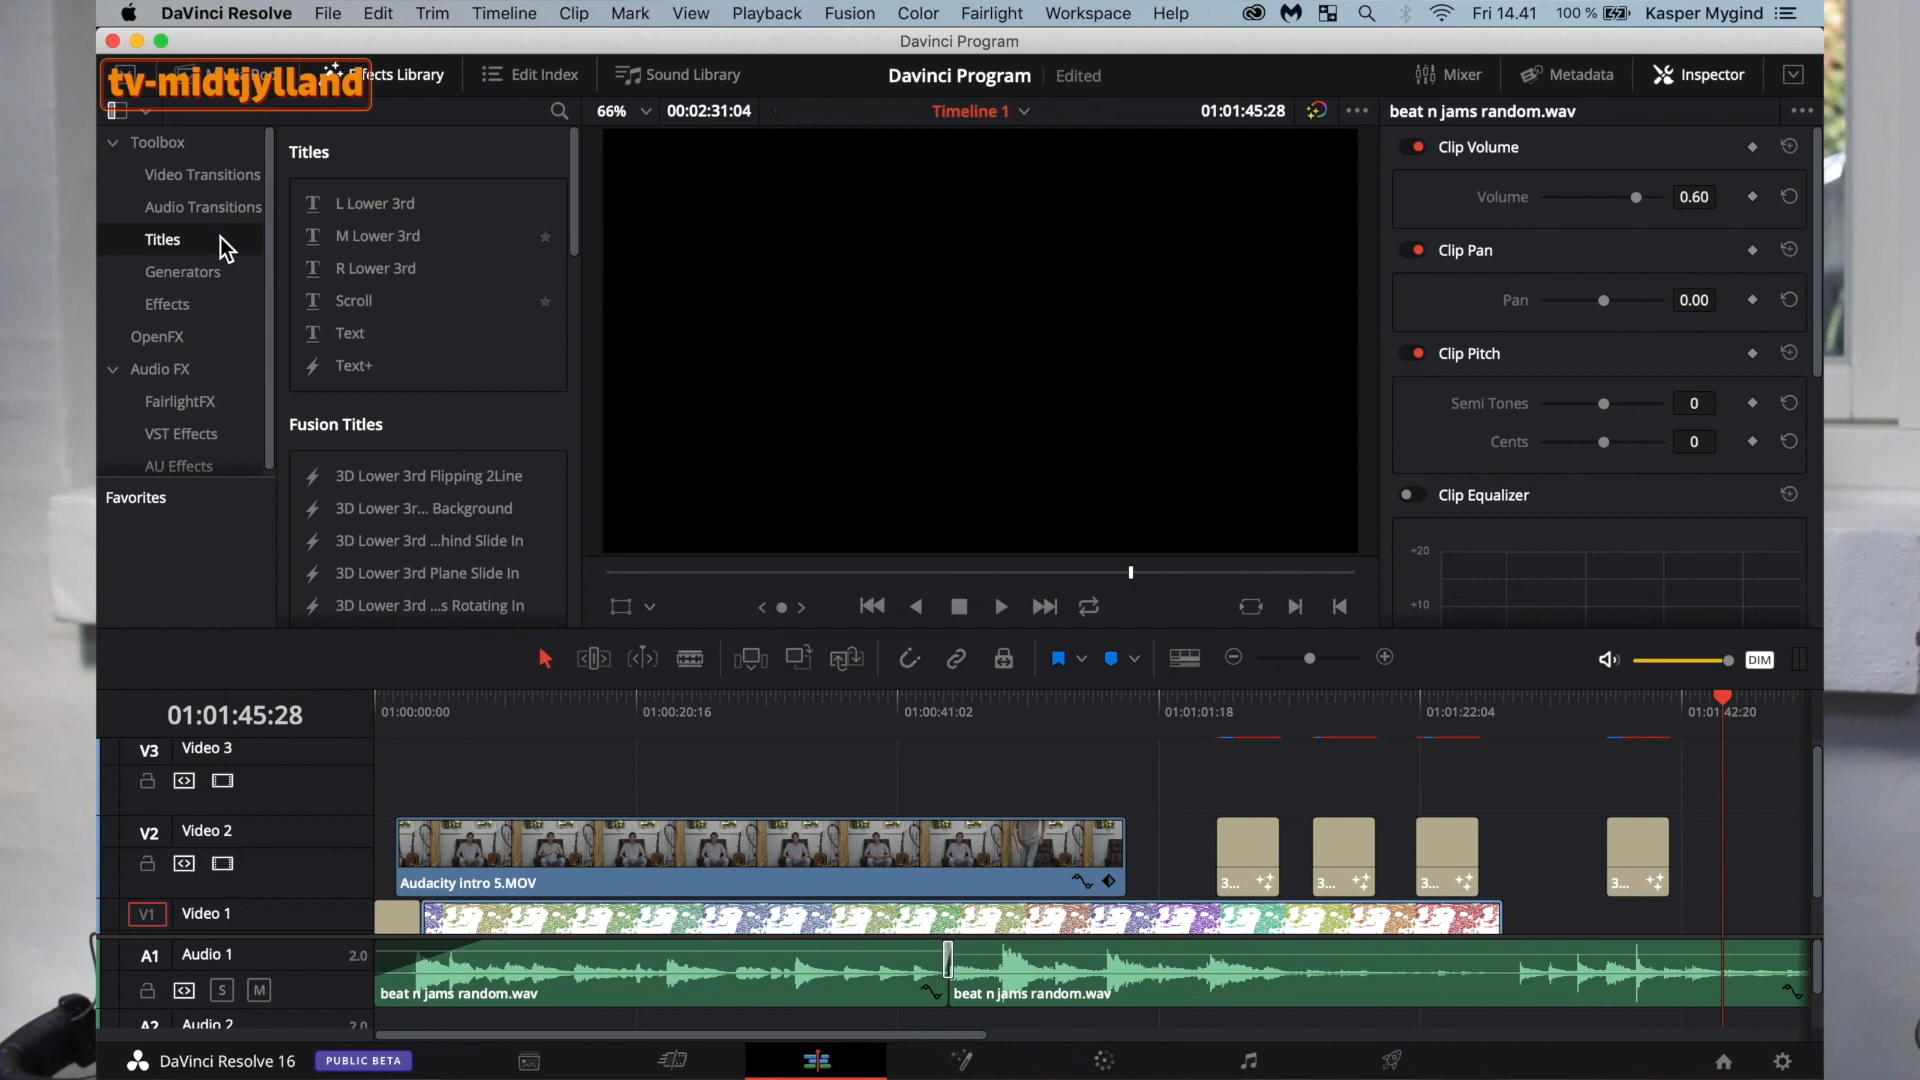 DaVinci Resolve File Edit Trim Timeline Clip Mark View Playback Fusion Color Fairlight Workspace Help Fri 14.41 100 % Kasper Mygind
Davinci Program
tv-midtjylland
Effects Library Edit Index Sound Library Davinci Program Edited Mixer Metadata Inspector
66% 00:02:31:04 Timeline 1 01:01:45:28 beat n jams random.wav
Toolbox
Video Transitions
Audio Transitions
Titles
Generators
Effects
OpenFX
Audio FX
FairlightFX
VST Effects
AU Effects
Favorites
Titles
L Lower 3rd
M Lower 3rd
R Lower 3rd
Scroll
Text
Text+
Fusion Titles
3D Lower 3rd Flipping 2Line
3D Lower 3r... Background
3D Lower 3rd ...hind Slide In
3D Lower 3rd Plane Slide In
3D Lower 3rd ...s Rotating In
Clip Volume
Volume 0.60
Clip Pan
Pan 0.00
Clip Pitch
Semi Tones 0
Cents 0
Clip Equalizer
+20
+10
DIM
01:01:45:28
01:00:00:00 01:00:20:16 01:00:41:02 01:01:01:18 01:01:22:04 01:01:42:20
V3 Video 3
V2 Video 2
Audacity intro 5.MOV 3... 3... 3... 3...
V1 Video 1
A1 Audio 1 2.0
S M
beat n jams random.wav beat n jams random.wav
A2 Audio 2 2.0
DaVinci Resolve 16 PUBLIC BETA